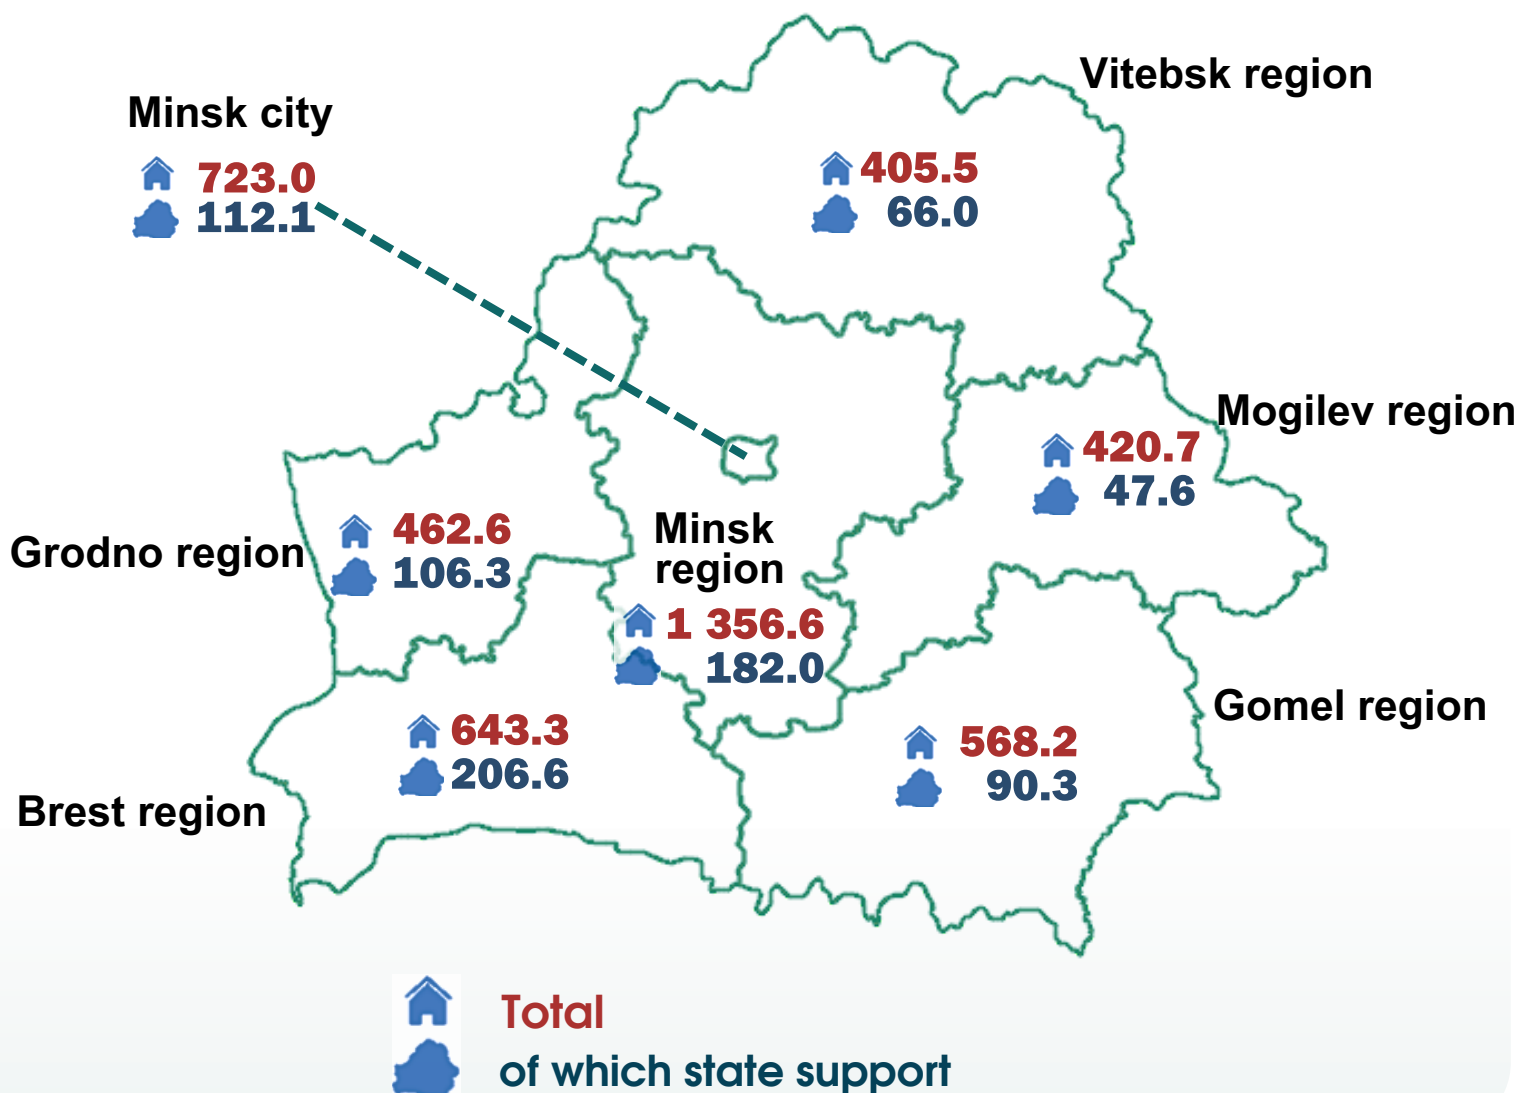 Vitebsk region
Minsk city
723.0
112.1
405.5
66.0
Mogilev region
420.7
47.6
Grodno region
462.6
106.3
Minsk
region
1 356.6
182.0
Gomel region
568.2
90.3
643.3
206.6
Brest region
Total
of which state support